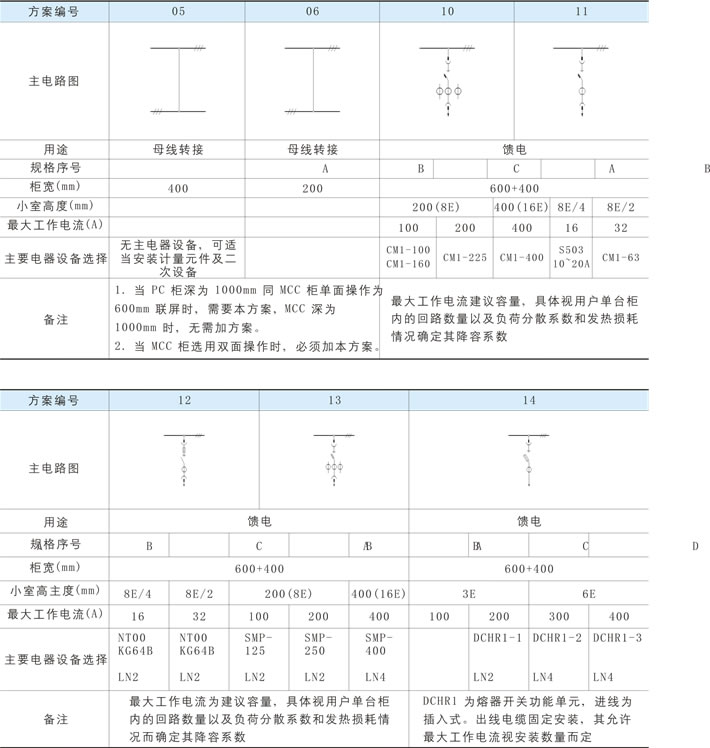 方案编号 05 06 10 11
主电路图
用途 母线转接 母线转接 馈电
规格序号 A B C A B
柜宽(mm) 400 200 600+400
小室高度(mm) 200(8E) 400(16E) 8E/4 8E/2
最大工作电流(A) 100 200 400 16 32
主要电器设备选择 无主电器设备，可适当安装计量元件及二次设备 CM1-100 CM1-160 CM1-225 CM1-400 S503 10~20A CM1-63
备注
1. 当 PC 柜深为 1000mm 同 MCC 柜单面操作为
600mm 联屏时，需要本方案，MCC 深为
1000mm 时，无需加方案。
2. 当 MCC 柜选用双面操作时，必须加本方案。
最大工作电流建议容量，具体视用户单台柜
内的回路数量以及负荷分散系数和发热损耗
情况确定其降容系数
方案编号 12 13 14
主电路图
用途 馈电 馈电
规格序号 B C A B B A C D
柜宽(mm) 600+400 600+400
小室高主度(mm) 8E/4 8E/2 200(8E) 400(16E) 3E 6E
最大工作电流(A) 16 32 100 200 400 100 200 300 400
主要电器设备选择
NT00 NT00 SMP- SMP- SMP- DCHR1-1 DCHR1-2 DCHR1-3
KG64B KG64B 125 250 400
LN2 LN2 LN2 LN2 LN4 LN2 LN4 LN4
备注
最大工作电流为建议容量，具体视用户单台柜
内的回路数量以及负荷分散系数和发热损耗情
况而确定其降容系数
DCHR1 为熔器开关功能单元，进线为
插入式。出线电缆固定安装，其允许
最大工作电流视安装数量而定